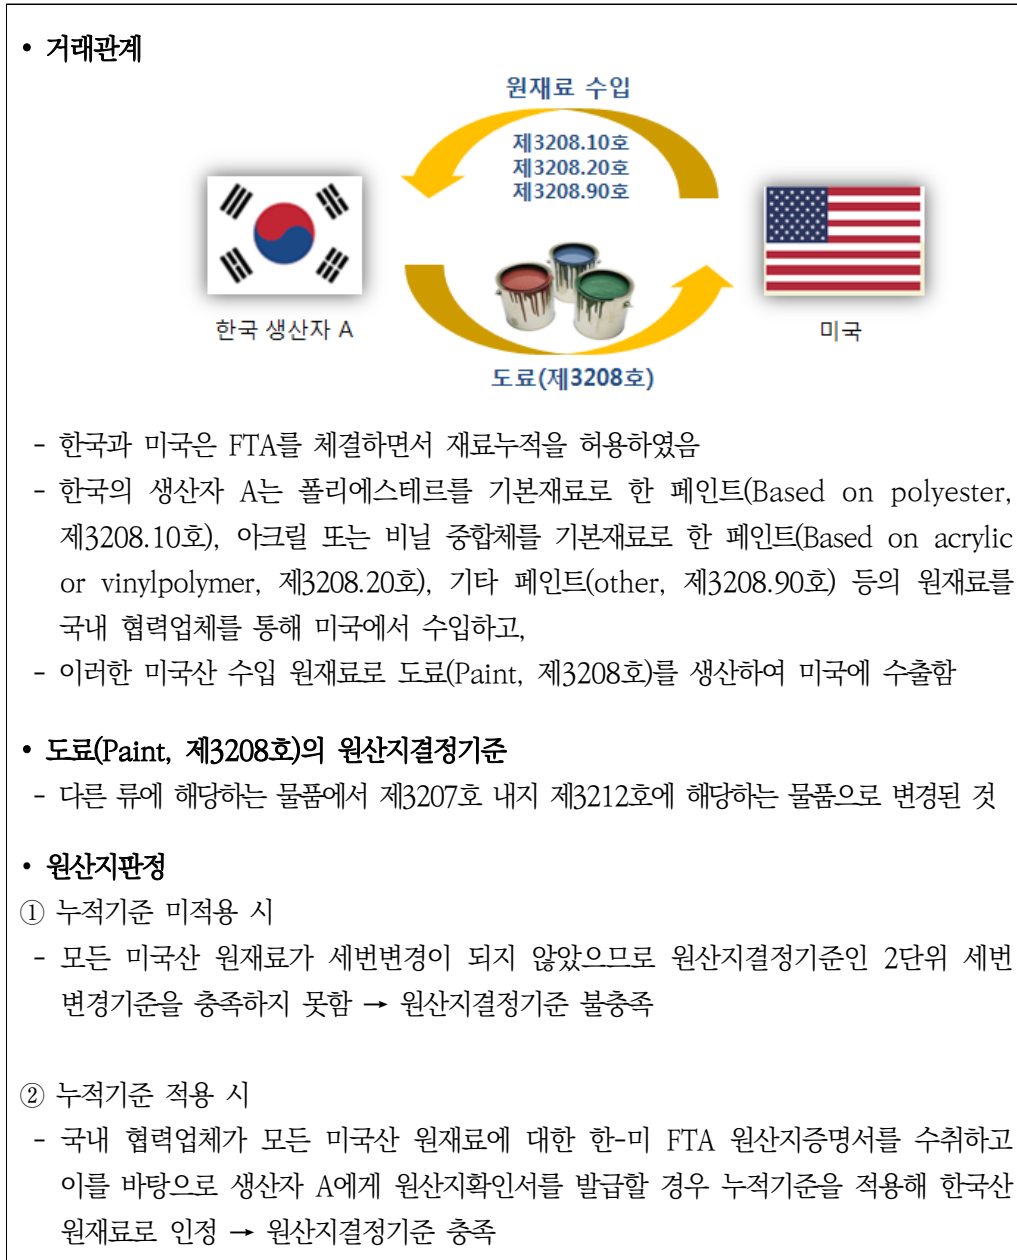 • 거래관계
원재료 수입
제3208.10호
제3208.20호
제3208.90호
한국 생산자 A
미국
도료(제3208호)
- 한국과 미국은 FTA를 체결하면서 재료누적을 허용하였음
- 한국의 생산자 A는 폴리에스테르를 기본재료로 한 페인트(Based on polyester,
제3208.10호), 아크릴 또는 비닐 중합체를 기본재료로 한 페인트(Based on acrylic
or vinylpolymer, 제3208.20호), 기타 페인트(other, 제3208.90호) 등의 원재료를
국내 협력업체를 통해 미국에서 수입하고,
- 이러한 미국산 수입 원재료로 도료(Paint, 제3208호)를 생산하여 미국에 수출함
• 도료(Paint, 제3208호)의 원산지결정기준
- 다른 류에 해당하는 물품에서 제3207호 내지 제3212호에 해당하는 물품으로 변경된 것
• 원산지판정
① 누적기준 미적용 시
- 모든 미국산 원재료가 세번변경이 되지 않았으므로 원산지결정기준인 2단위 세번
변경기준을 충족하지 못함 → 원산지결정기준 불충족
② 누적기준 적용 시
- 국내 협력업체가 모든 미국산 원재료에 대한 한-미 FTA 원산지증명서를 수취하고
이를 바탕으로 생산자 A에게 원산지확인서를 발급할 경우 누적기준을 적용해 한국산
원재료로 인정 → 원산지결정기준 충족